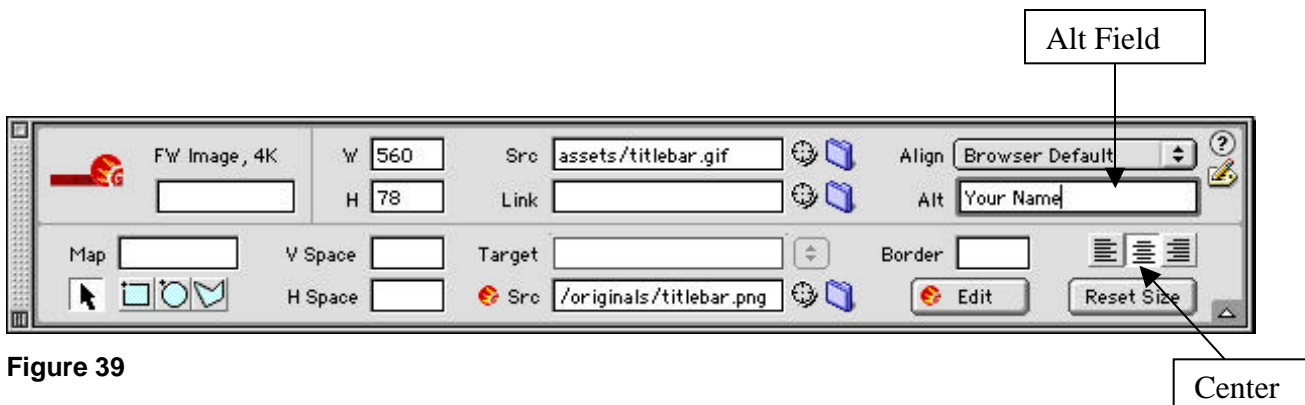 Alt Field
FW Image, 4K W 560 Src assets/titlebar.gif Align Browser Default ?
G
H 78 Link Alt Your Name
Map V Space Target Border
H Space Src /originals/titlebar.png Edit Reset Size
Figure 39
Center